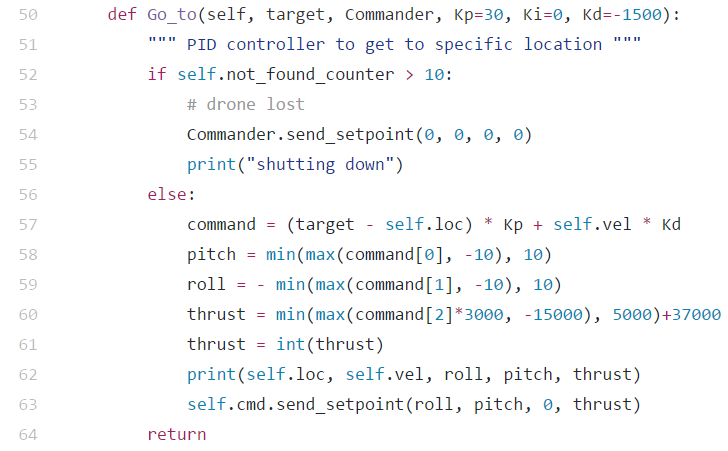 50 def Go_to(self, target, Commander, Kp=30, Ki=0, Kd=-1500):
51 """ PID controller to get to specific location """
52 if self.not_found_counter > 10:
53 # drone lost
54 Commander.send_setpoint(0, 0, 0, 0)
55 print("shutting down")
56 else:
57 command = (target - self.loc) * Kp + self.vel * Kd
58 pitch = min(max(command[0], -10), 10)
59 roll = - min(max(command[1], -10), 10)
60 thrust = min(max(command[2]*3000, -15000), 5000)+37000
61 thrust = int(thrust)
62 print(self.loc, self.vel, roll, pitch, thrust)
63 self.cmd.send_setpoint(roll, pitch, 0, thrust)
64 return